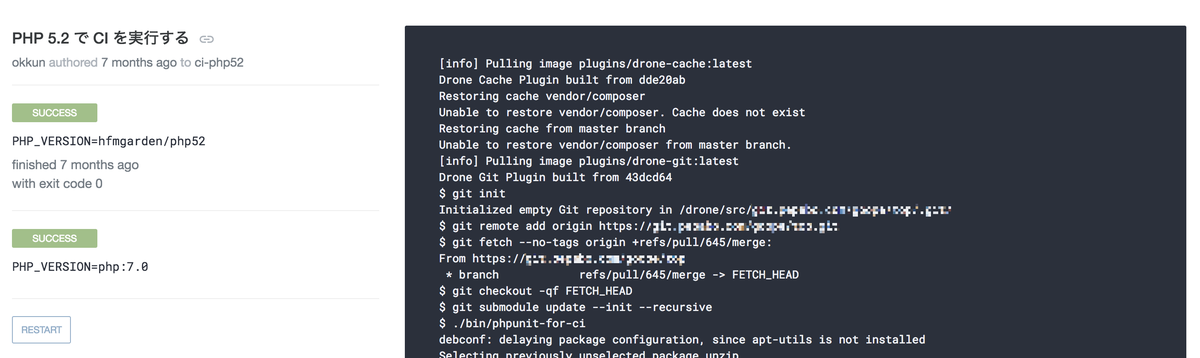 PHP 5.2 で CI を実行する
okkun authored 7 months ago to ci-php52
SUCCESS
PHP_VERSION=hfmgarden/php52
finished 7 months ago
with exit code 0
SUCCESS
PHP_VERSION=php:7.0
RESTART
[info] Pulling image plugins/drone-cache:latest
Drone Cache Plugin built from dde20ab
Restoring cache vendor/composer
Unable to restore vendor/composer. Cache does not exist
Restoring cache from master branch
Unable to restore vendor/composer from master branch.
[info] Pulling image plugins/drone-git:latest
Drone Git Plugin built from 43dcd64
$ git init
Initialized empty Git repository in /drone/src/
$ git remote add origin https://
$ git fetch --no-tags origin +refs/pull/645/merge:
From https://
* branch refs/pull/645/merge -> FETCH_HEAD
$ git checkout -qf FETCH_HEAD
$ git submodule update --init --recursive
$ ./bin/phpunit-for-ci
debconf: delaying package configuration, since apt-utils is not installed
Selecting previously unselected package unzip